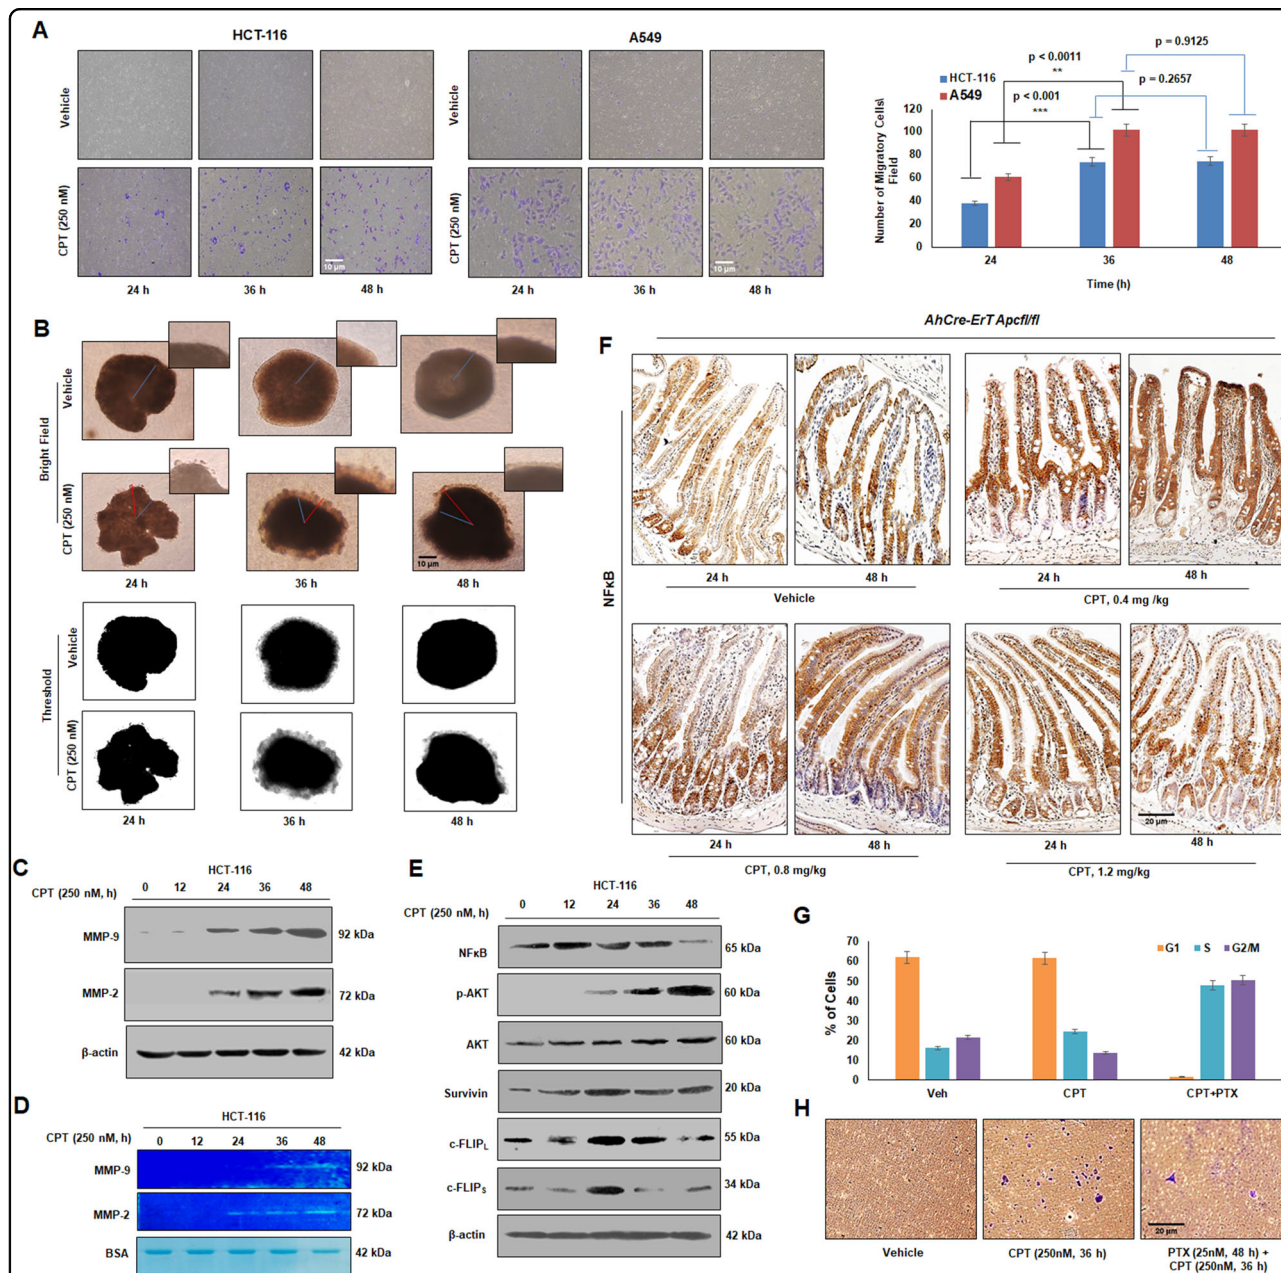 A
HCT-116
A549
Vehicle
CPT (250 nM)
10 µm
24 h
36 h
48 h
Vehicle
CPT (250 nM)
10 µm
24 h
36 h
48 h
p = 0.9125
p < 0.0011
**
p = 0.2657
p < 0.001
***
HCT-116
A549
Number of Migratory Cells\
Field
120
100
80
60
40
20
0
24
36
48
Time (h)
B
Bright Field
Vehicle
CPT (250 nM)
10 µm
24 h
36 h
48 h
Threshold
Vehicle
CPT (250 nM)
24 h
36 h
48 h
F
AhCre-ErT Apcfl/fl
NFκB
24 h
48 h
Vehicle
24 h
48 h
CPT, 0.4 mg /kg
24 h
48 h
CPT, 0.8 mg/kg
20 µm
24 h
48 h
CPT, 1.2 mg/kg
C
HCT-116
CPT (250 nM, h) 0 12 24 36 48
MMP-9 92 kDa
MMP-2 72 kDa
β-actin 42 kDa
D
HCT-116
CPT (250 nM, h) 0 12 24 36 48
MMP-9 92 kDa
MMP-2 72 kDa
BSA 42 kDa
E
HCT-116
CPT (250 nM, h) 0 12 24 36 48
NFκB 65 kDa
p-AKT 60 kDa
AKT 60 kDa
Survivin 20 kDa
c-FLIPL 55 kDa
c-FLIPS 34 kDa
β-actin 42 kDa
G
G1 S G2/M
% of Cells
70
60
50
40
30
20
10
0
Veh
CPT
CPT+PTX
H
20 µm
Vehicle
CPT (250nM, 36 h)
PTX (25nM, 48 h) +
CPT (250nM, 36 h)